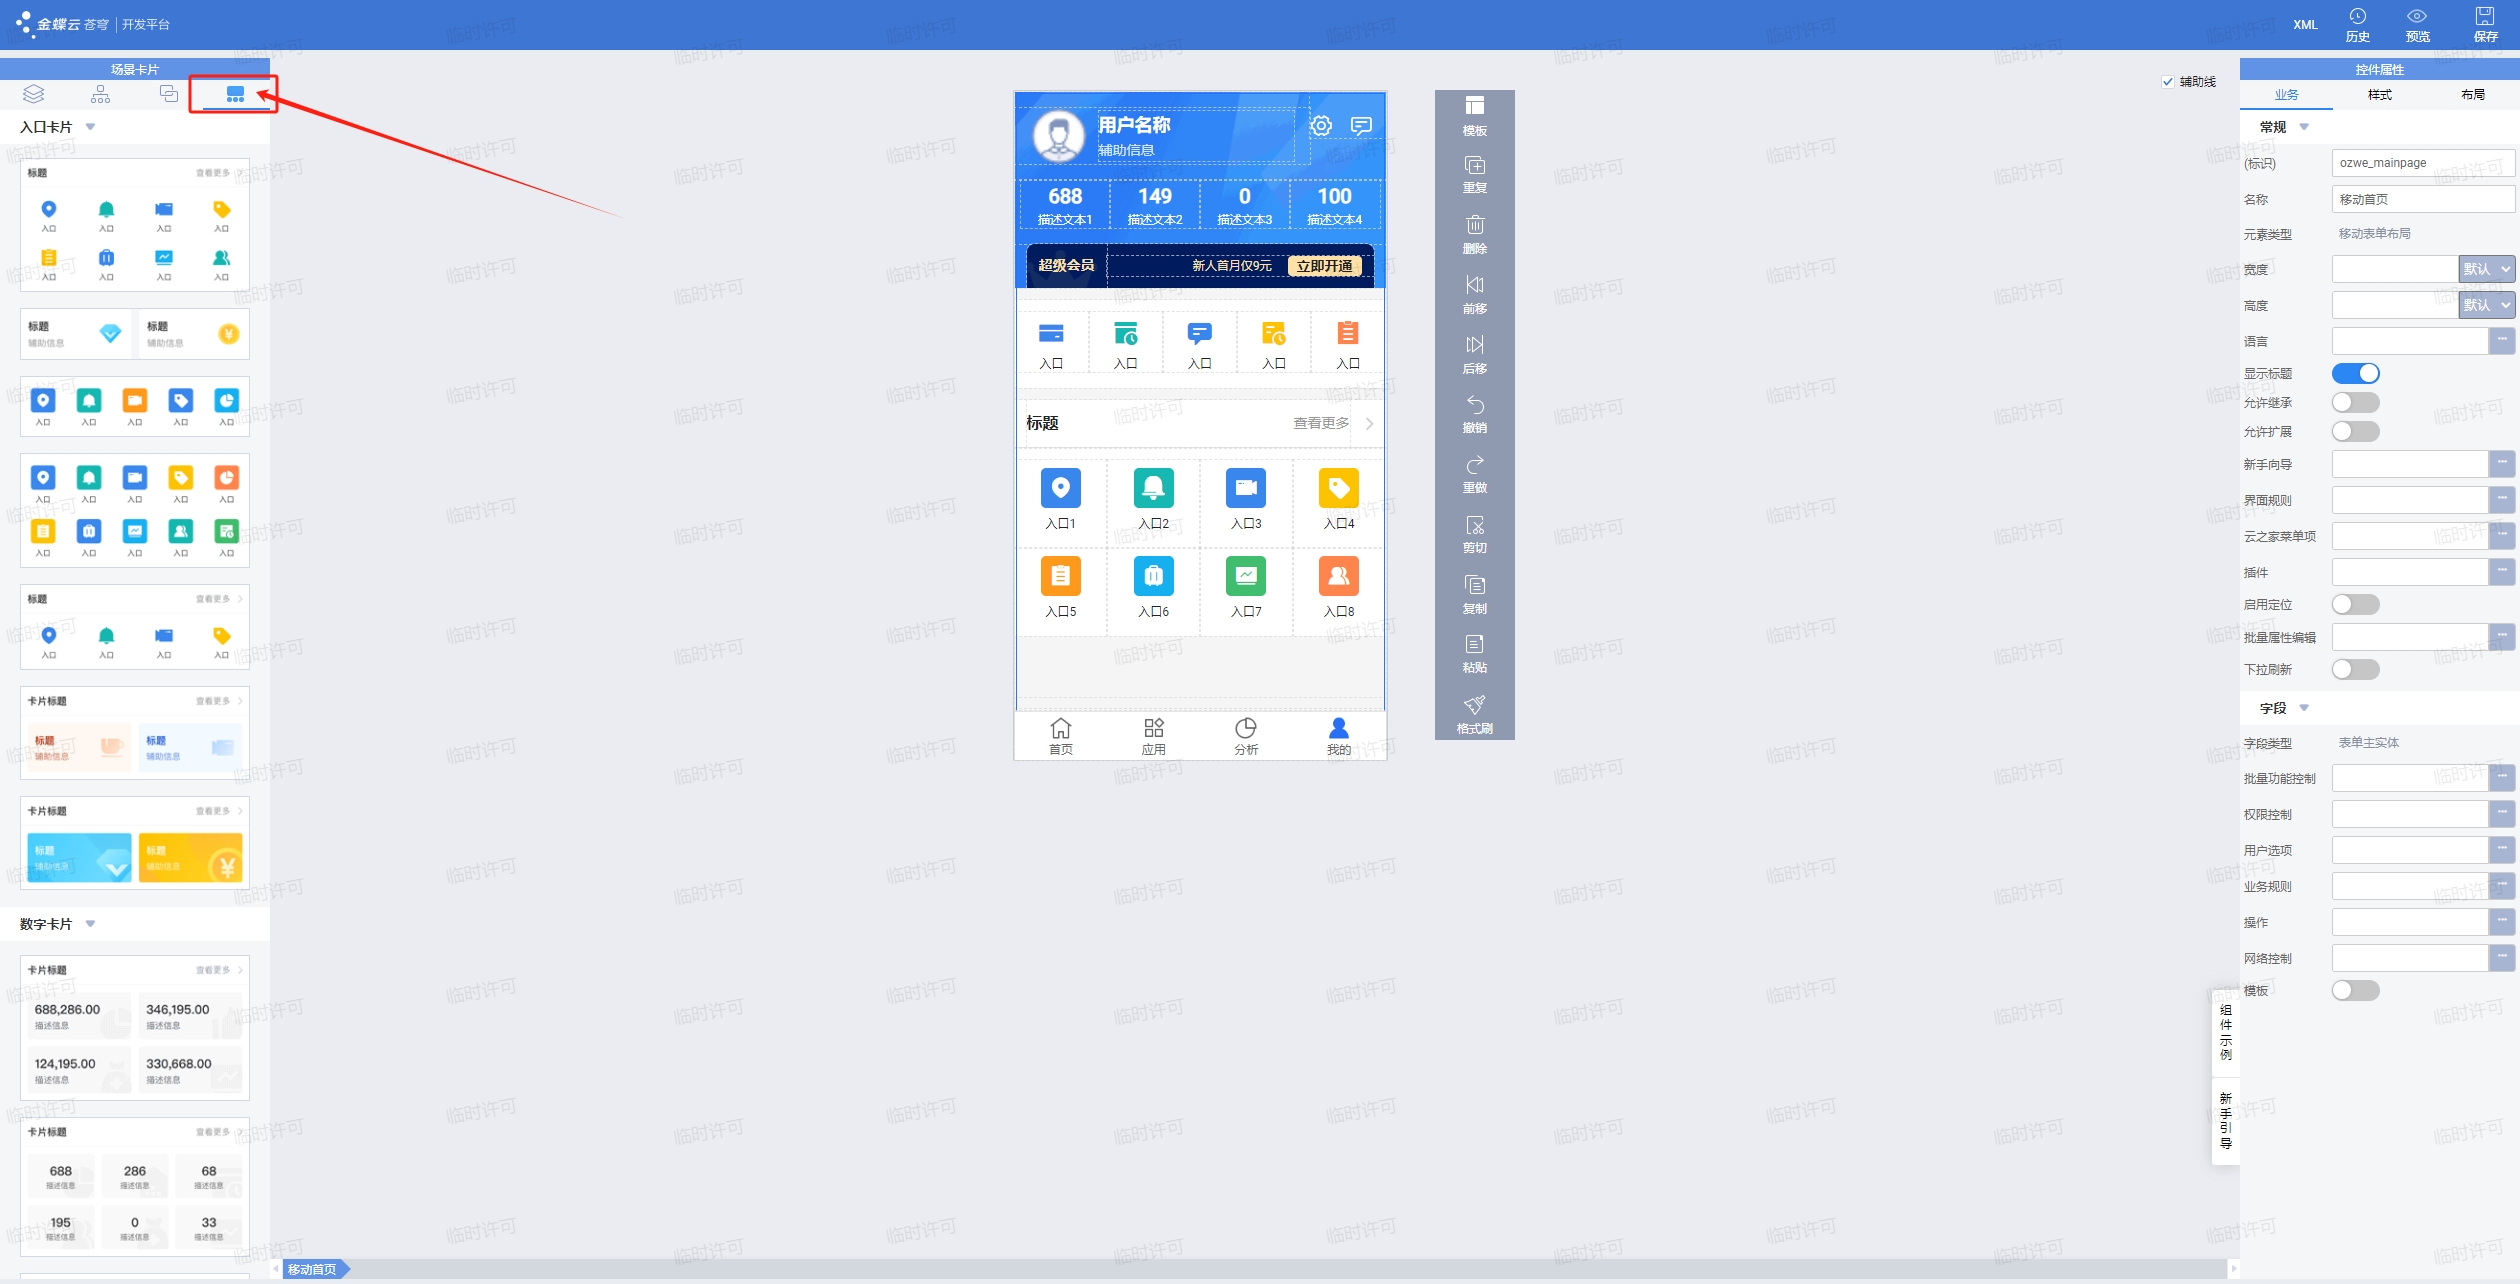 金蝶云 苍穹 | 开发平台
XML
历史
预览
保存
场景卡片
入口卡片
标题 查看更多
入口 入口 入口 入口
入口 入口 入口 入口
标题 标题
辅助信息 辅助信息
入口 入口 入口 入口 入口
入口 入口 入口 入口 入口
入口 入口 入口 入口 入口
标题 查看更多
入口 入口 入口 入口
卡片标题 查看更多
标题 标题
辅助信息 辅助信息
卡片标题 查看更多
标题 标题
辅助信息 辅助信息
数字卡片
卡片标题 查看更多
688,286.00 346,195.00
描述信息 描述信息
124,195.00 330,668.00
描述信息 描述信息
卡片标题 查看更多
688 286 68
描述信息 描述信息 描述信息
195 0 33
描述信息 描述信息 描述信息
用户名称
辅助信息
688 149 0 100
描述文本1 描述文本2 描述文本3 描述文本4
超级会员 新人首月仅9元 立即开通
入口 入口 入口 入口 入口
标题 查看更多
入口1 入口2 入口3 入口4
入口5 入口6 入口7 入口8
首页 应用 分析 我的
模板
重复
删除
前移
后移
撤销
重做
剪切
复制
粘贴
格式刷
辅助线
控件属性
业务 样式 布局
常规
(标识) ozwe_mainpage
名称 移动首页
元素类型 移动表单布局
宽度 默认
高度 默认
语言
显示标题
允许继承
允许扩展
新手向导
界面规则
云之家菜单项
插件
启用定位
批量属性编辑
下拉刷新
字段
字段类型 表单主实体
批量功能控制
权限控制
用户选项
业务规则
操作
网络控制
模板
组件示例
新手引导
移动首页
临时许可